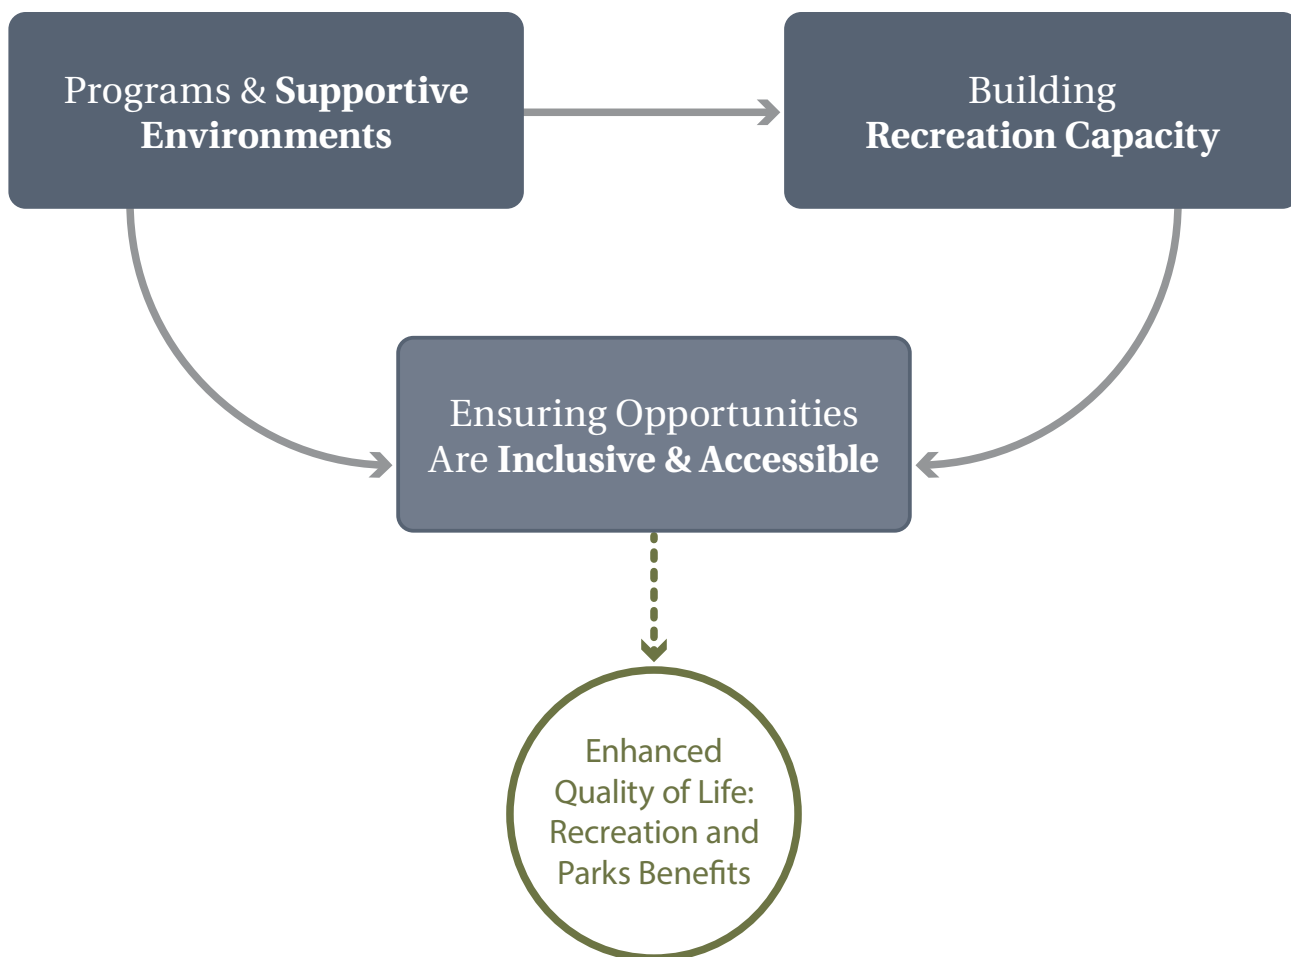 Programs & Supportive
Environments
Building
Recreation Capacity
Ensuring Opportunities
Are Inclusive & Accessible
Enhanced
Quality of Life:
Recreation and
Parks Benefits